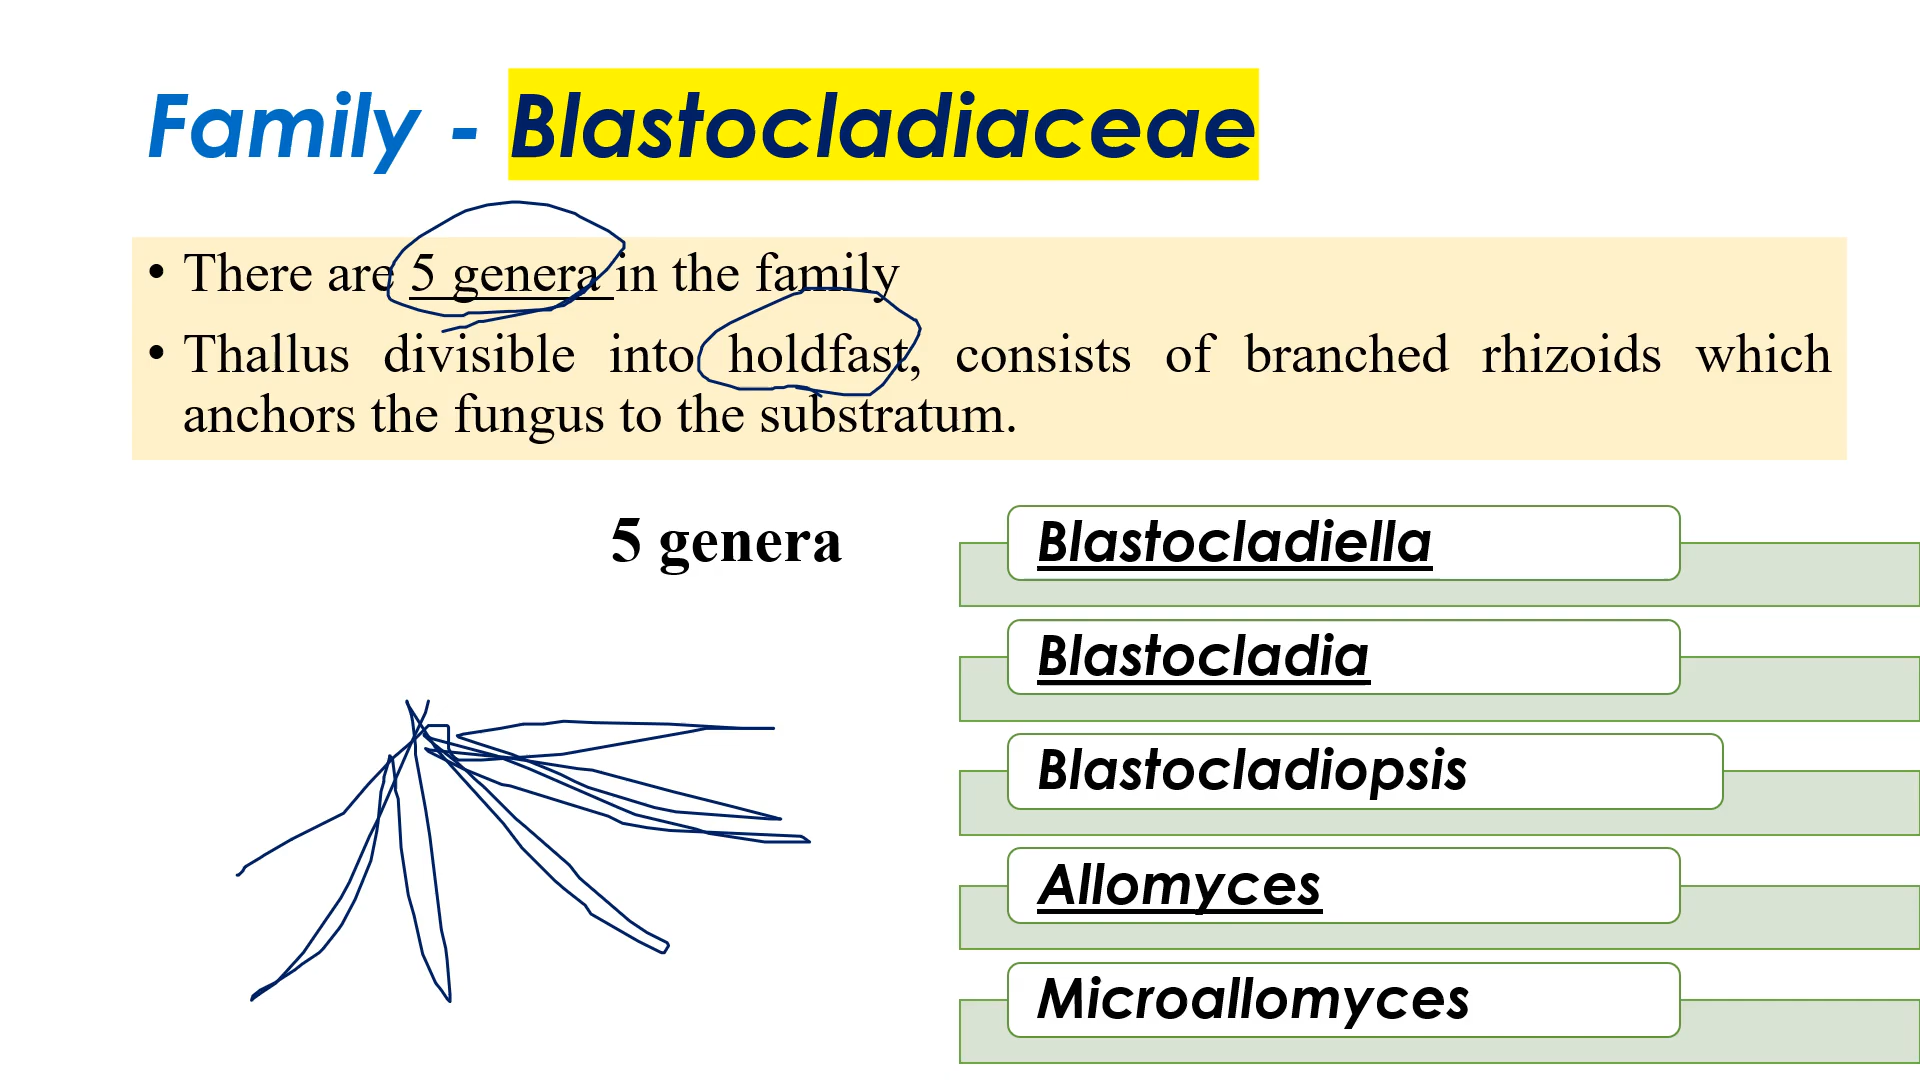 Family - Blastocladiaceae
• There are 5 genera in the family
• Thallus divisible into holdfast, consists of branched rhizoids which
anchors the fungus to the substratum.
5 genera
Blastocladiella
Blastocladia
Blastocladiopsis
Allomyces
Microallomyces